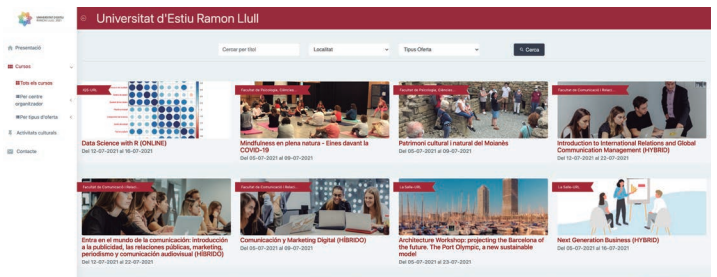 UNIVERSITAT D'ESTIU
RAMON LLULL
Universitat d'Estiu Ramon Llull
Presentació
Cursos
Tots els cursos
Per centre
organitzador
Per tipus d'oferta
Activitats culturals
Contacte
Cercar per títol
Localitat
Tipus Oferta
Cerca
IQS-URL
Data Science with R (ONLINE)
Del 12-07-2021 al 16-07-2021
Facultat de Psicologia, Ciències...
Mindfulness en plena natura - Eines davant la
COVID-19
Del 05-07-2021 al 09-07-2021
Facultat de Psicologia, Ciències...
Patrimoni cultural i natural del Moianès
Del 05-07-2021 al 09-07-2021
Facultat de Comunicació i Relaci...
Introduction to International Relations and Global
Communication Management (HYBRID)
Del 12-07-2021 al 22-07-2021
Facultat de Comunicació i Relaci...
Entra en el mundo de la comunicación: introducción
a la publicidad, las relaciones públicas, marketing,
periodismo y comunicación audiovisual (HÍBRIDO)
Del 12-07-2021 al 22-07-2021
Facultat de Comunicació i Relaci...
Comunicación y Marketing Digital (HÍBRIDO)
Del 05-07-2021 al 09-07-2021
La Salle-URL
Architecture Workshop: projecting the Barcelona of
the future. The Port Olympic, a new sustainable
model
Del 05-07-2021 al 23-07-2021
La Salle-URL
Next Generation Business (HYBRID)
Del 05-07-2021 al 16-07-2021